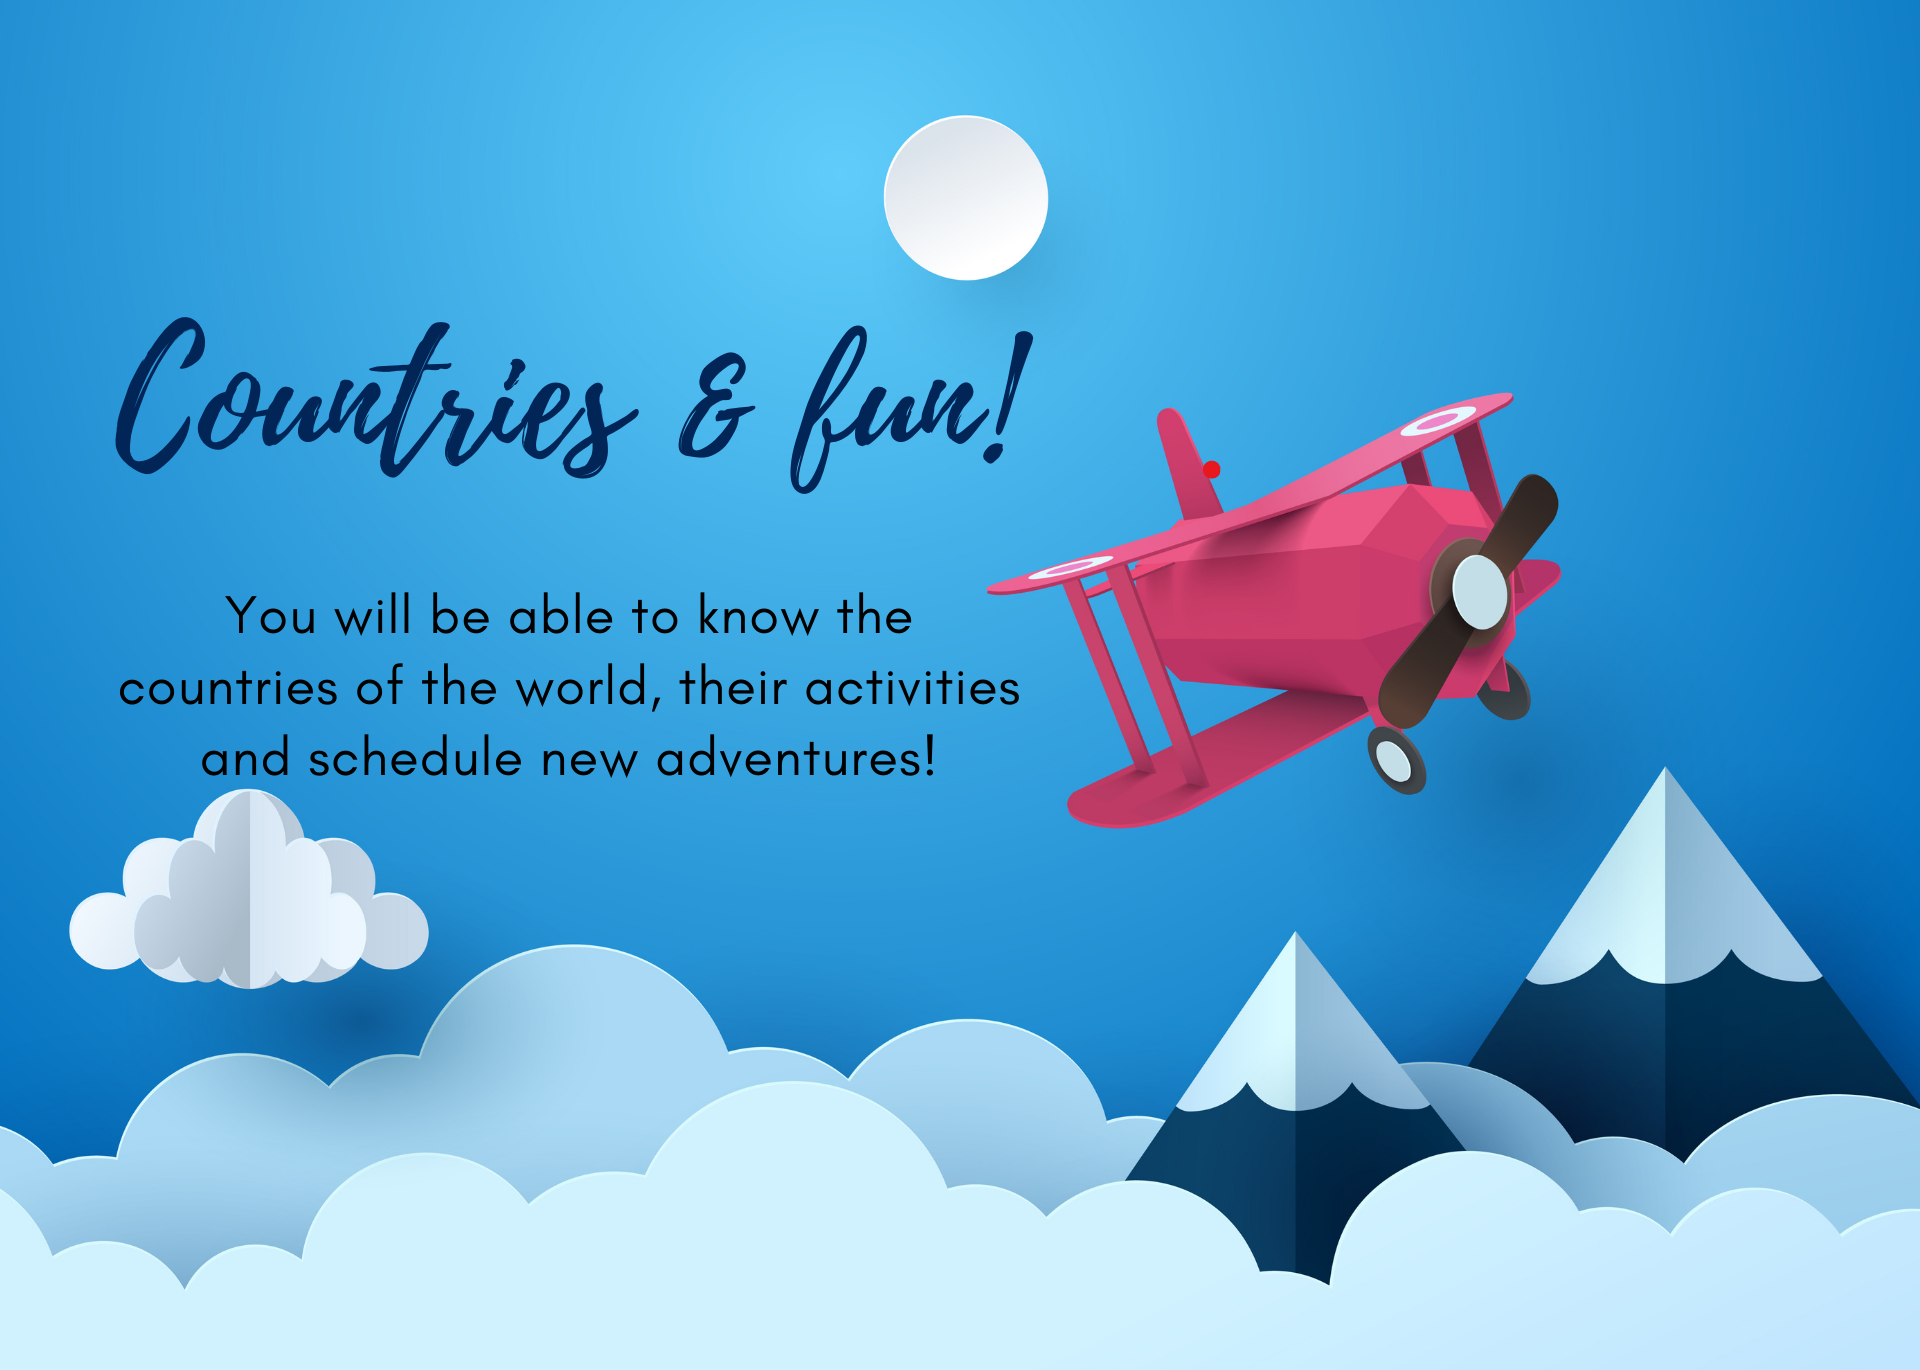 Countries & fun!
You will be able to know the
countries of the world, their activities
and schedule new adventures!